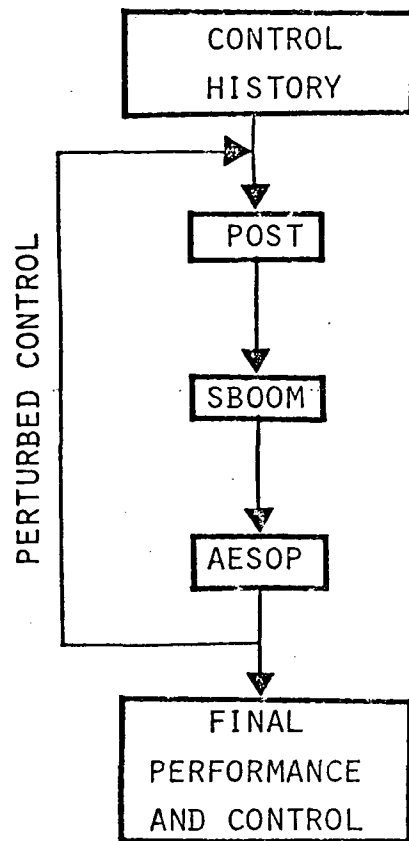 CONTROL
HISTORY
POST
SBOOM
AESOP
PERTURBED CONTROL
FINAL
PERFORMANCE
AND CONTROL